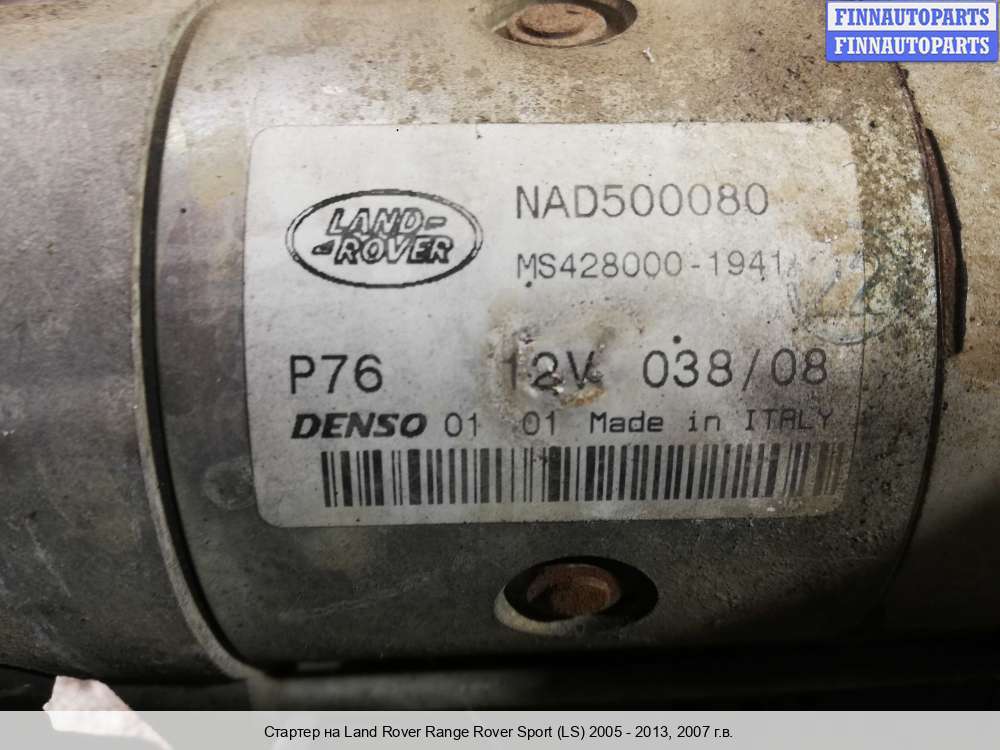 FINNAUTOPARTS
FINNAUTOPARTS
LAND-
ROVER
NAD500080
MS428000-1941
P76 12V 038/08
DENSO 01 01 Made in ITALY
Стартер на Land Rover Range Rover Sport (LS) 2005 - 2013, 2007 г.в.